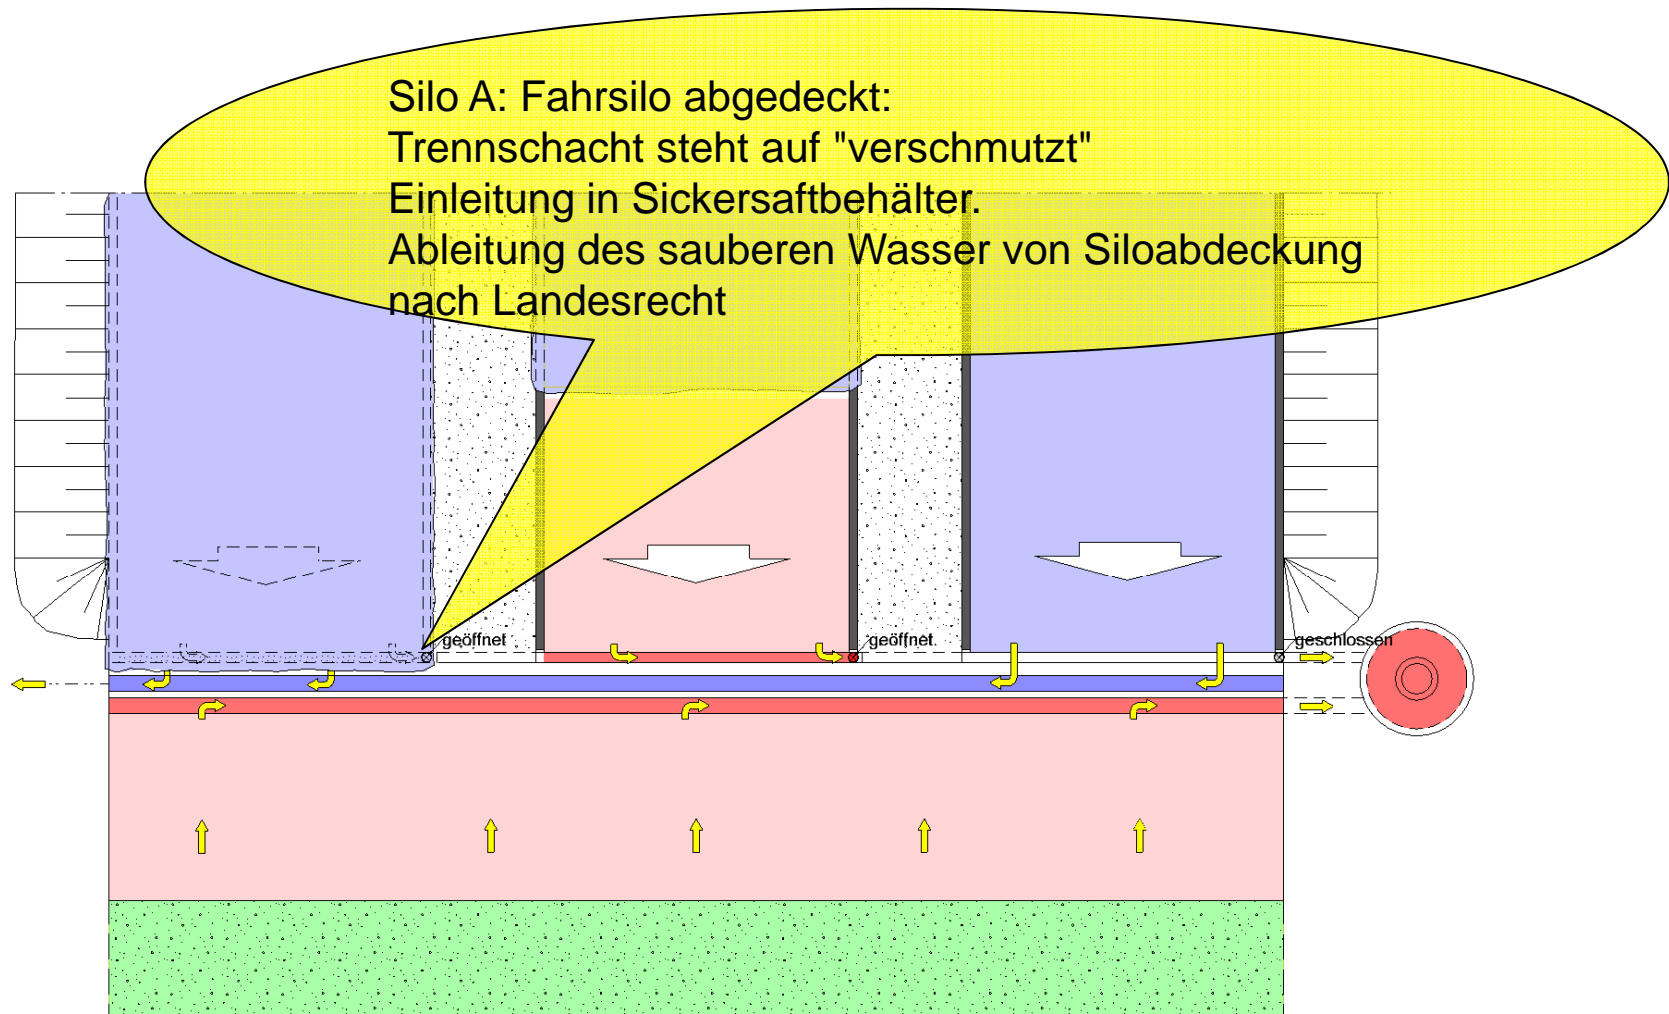 Silo A: Fahrsilo abgedeckt:
Trennschacht steht auf "verschmutzt"
Einleitung in Sickersaftbehälter.
Ableitung des sauberen Wasser von Siloabdeckung
nach Landesrecht
geöffnet
geöffnet.
geschlossen